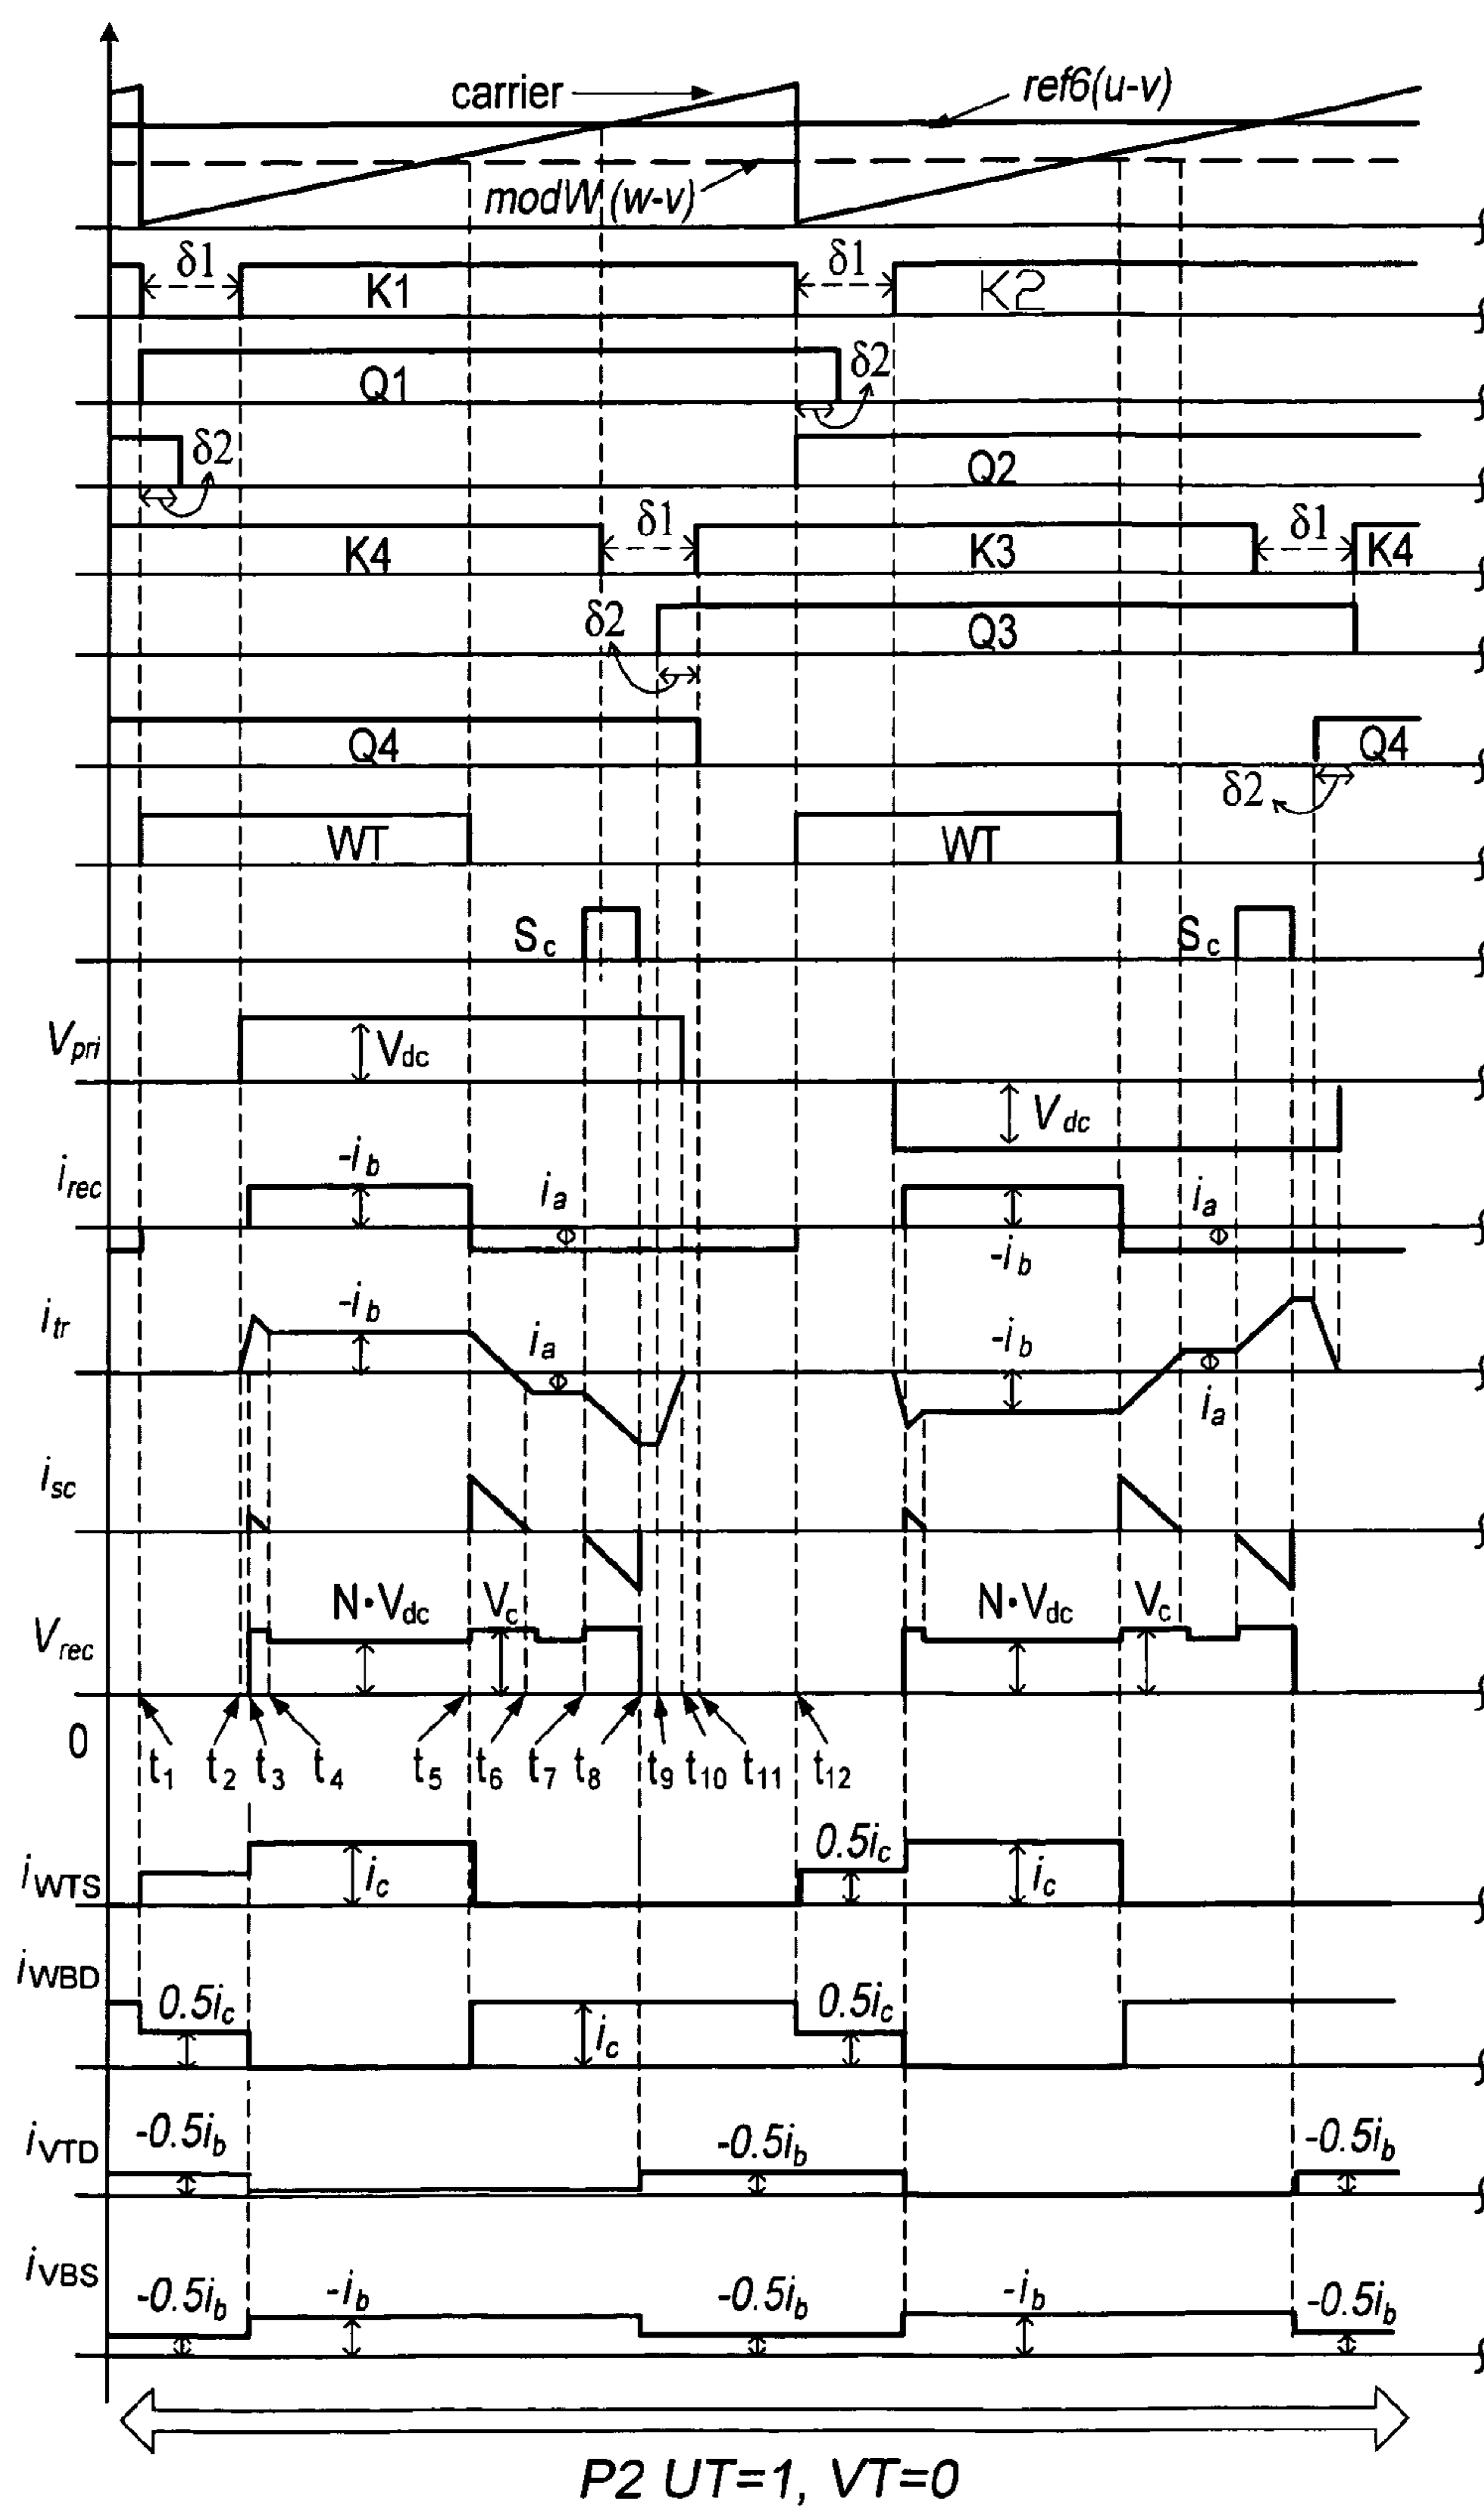 carrier
ref6(u-v)
modW (w-v)
δ1 δ1
K1 K2
Q1 δ2
δ2 Q2
δ1 δ1
K4 K3 K4
δ2 Q3
Q4 Q4
δ2
WT WT
Sc Sc
Vpri Vdc Vdc
irec -ib ia ia
-ib
itr -ib ia -ib
ia
isc
N·Vdc Vc N·Vdc Vc
Vrec
0
t1 t2 t3 t4 t5 t6 t7 t8 t9 t10 t11 t12
0.5ic
iWTS ic ic
iWBD
0.5ic ic 0.5ic
iVTD -0.5ib -0.5ib -0.5ib
iVBS
-0.5ib -ib -0.5ib -ib -0.5ib
P2 UT=1, VT=0